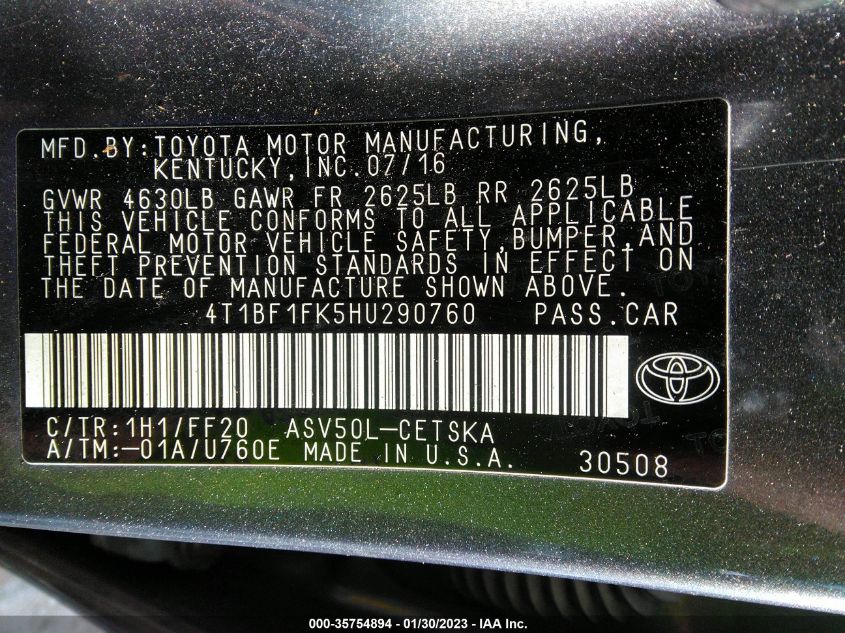 MFD.BY:TOYOTA MOTOR MANUFACTURING,
KENTUCKY,INC.07/16
GVWR 4630LB GAWR FR 2625LB RR 2625LB
THIS VEHICLE CONFORMS TO ALL APPLICABLE
FEDERAL MOTOR VEHICLE SAFETY,BUMPER,AND
THEFT PREVENTION STANDARDS IN EFFECT ON
THE DATE OF MANUFACTURE SHOWN ABOVE.
4T1BF1FK5HU290760 PASS.CAR
C/TR:1H1/FF20 ASV50L-CETSKA
A/TM:-01A/U760E MADE IN U.S.A. 30508
000-35754894 - 01/30/2023 - IAA Inc.